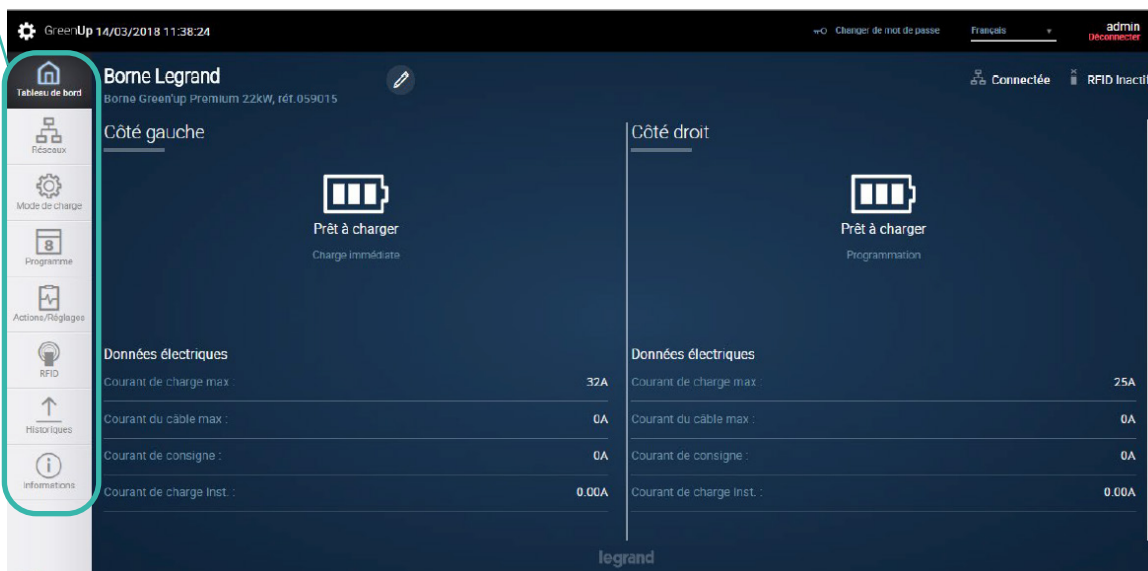 GreenUp 14/03/2018 11:38:24
Changer de mot de passe
Français
admin
Déconnecter
Tableau de bord
Réseaux
Mode de charge
8
Programme
Actions/Réglages
RFID
Historiques
Informations
Borne Legrand
Borne Green'up Premium 22kW, réf.059015
Connectée
RFID Inactif
Côté gauche
Prêt à charger
Charge immédiate
Données électriques
Courant de charge max : 32A
Courant du câble max : 0A
Courant de consigne : 0A
Courant de charge Inst. : 0.00A
Côté droit
Prêt à charger
Programmation
Données électriques
Courant de charge max : 25A
Courant du câble max : 0A
Courant de consigne : 0A
Courant de charge Inst. : 0.00A
legrand